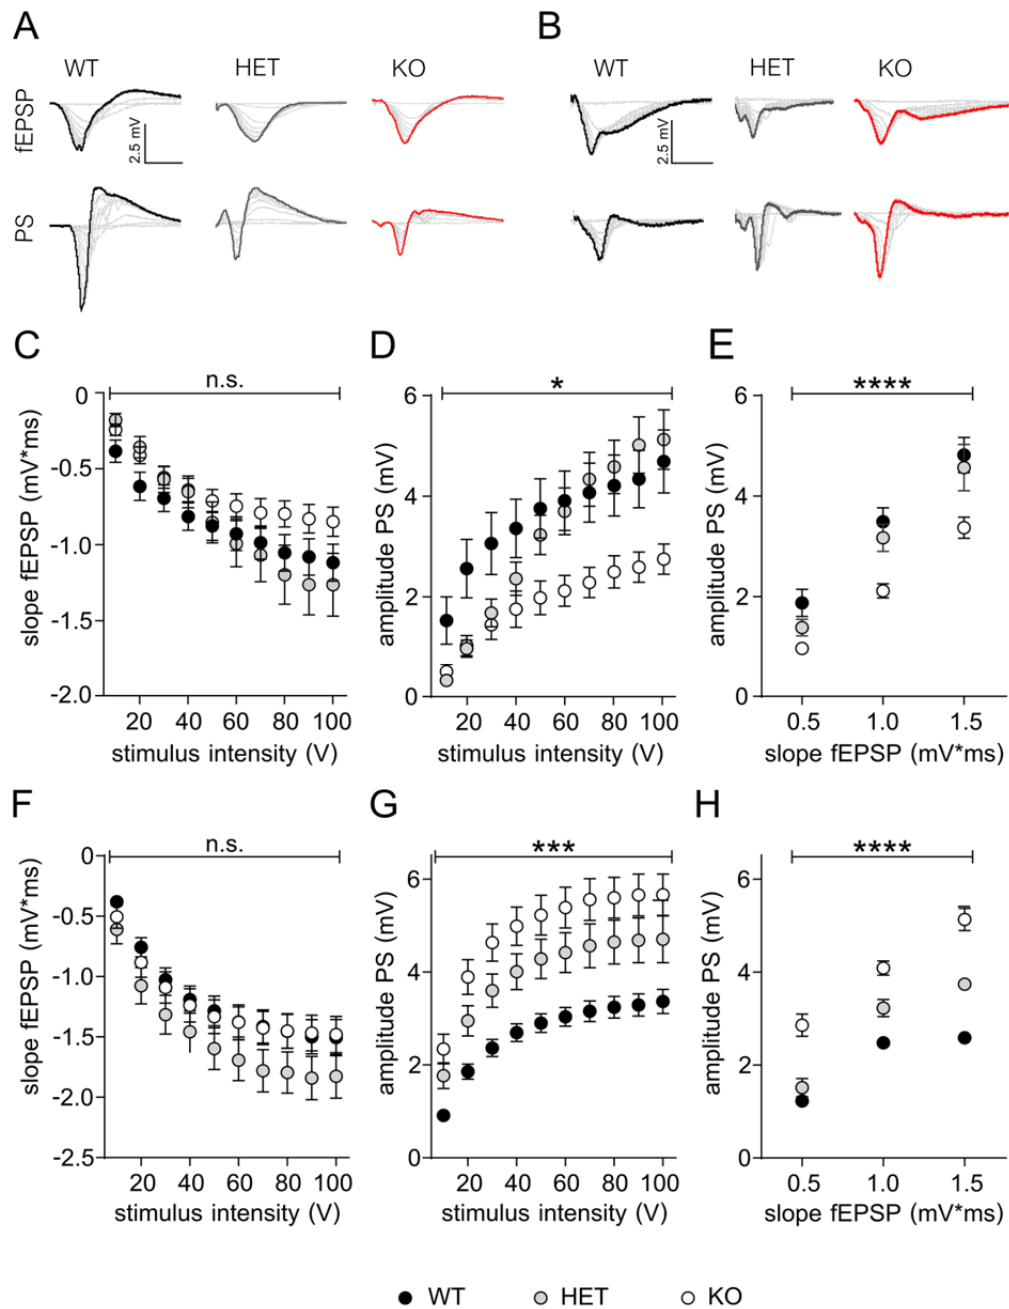 A
B
WT HET KO WT HET KO
fEPSP
2.5 mV
2.5 mV
PS
C
D
E
n.s.
*
****
0
-0.5
-1.0
-1.5
-2.0
slope fEPSP (mV*ms)
20 40 60 80 100
stimulus intensity (V)
6
4
2
0
amplitude PS (mV)
20 40 60 80 100
stimulus intensity (V)
6
4
2
0
amplitude PS (mV)
0.5 1.0 1.5
slope fEPSP (mV*ms)
F
G
H
n.s.
***
****
0
-0.5
-1.0
-1.5
-2.0
-2.5
slope fEPSP (mV*ms)
20 40 60 80 100
stimulus intensity (V)
6
4
2
0
amplitude PS (mV)
20 40 60 80 100
stimulus intensity (V)
6
4
2
0
amplitude PS (mV)
0.5 1.0 1.5
slope fEPSP (mV*ms)
WT HET KO